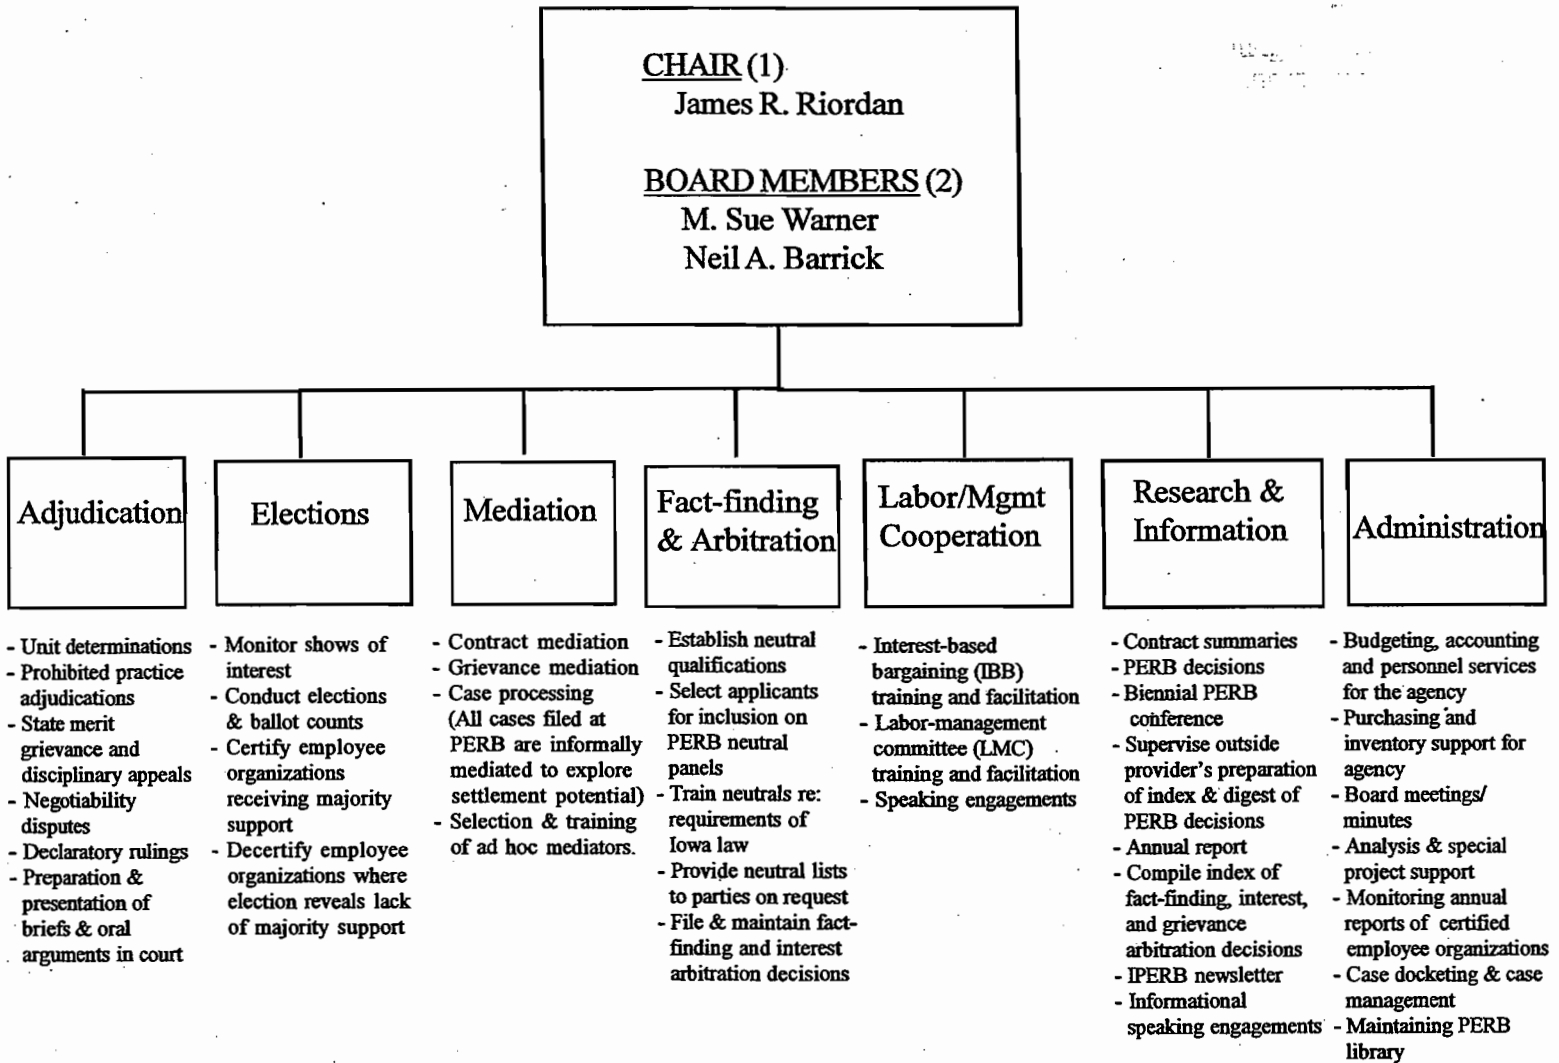 CHAIR (1)
James R. Riordan
BOARD MEMBERS (2)
M. Sue Warner
Neil A. Barrick
Adjudication
- Unit determinations
- Prohibited practice
adjudications
- State merit
grievance and
disciplinary appeals
- Negotiability
disputes
- Declaratory rulings
- Preparation &
presentation of
briefs & oral
arguments in court
Elections
- Monitor shows of
interest
- Conduct elections
& ballot counts
- Certify employee
organizations
receiving majority
support
- Decertify employee
organizations where
election reveals lack
of majority support
Mediation
- Contract mediation
- Grievance mediation
- Case processing
(All cases filed at
PERB are informally
mediated to explore
settlement potential)
- Selection & training
of ad hoc mediators.
Fact-finding
& Arbitration
- Establish neutral
qualifications
- Select applicants
for inclusion on
PERB neutral
panels
- Train neutrals re:
requirements of
Iowa law
- Provide neutral lists
to parties on request
- File & maintain fact-
finding and interest
arbitration decisions
Labor/Mgmt
Cooperation
- Interest-based
bargaining (IBB)
training and facilitation
- Labor-management
committee (LMC)
training and facilitation
- Speaking engagements
Research &
Information
- Contract summaries
- PERB decisions
- Biennial PERB
conference
- Supervise outside
provider's preparation
of index & digest of
PERB decisions
- Annual report
- Compile index of
fact-finding, interest,
and grievance
arbitration decisions
- IPERB newsletter
- Informational
speaking engagements
Administration
- Budgeting, accounting
and personnel services
for the agency
- Purchasing and
inventory support for
agency
- Board meetings/
minutes
- Analysis & special
project support
- Monitoring annual
reports of certified
employee organizations
- Case docketing & case
management
- Maintaining PERB
library